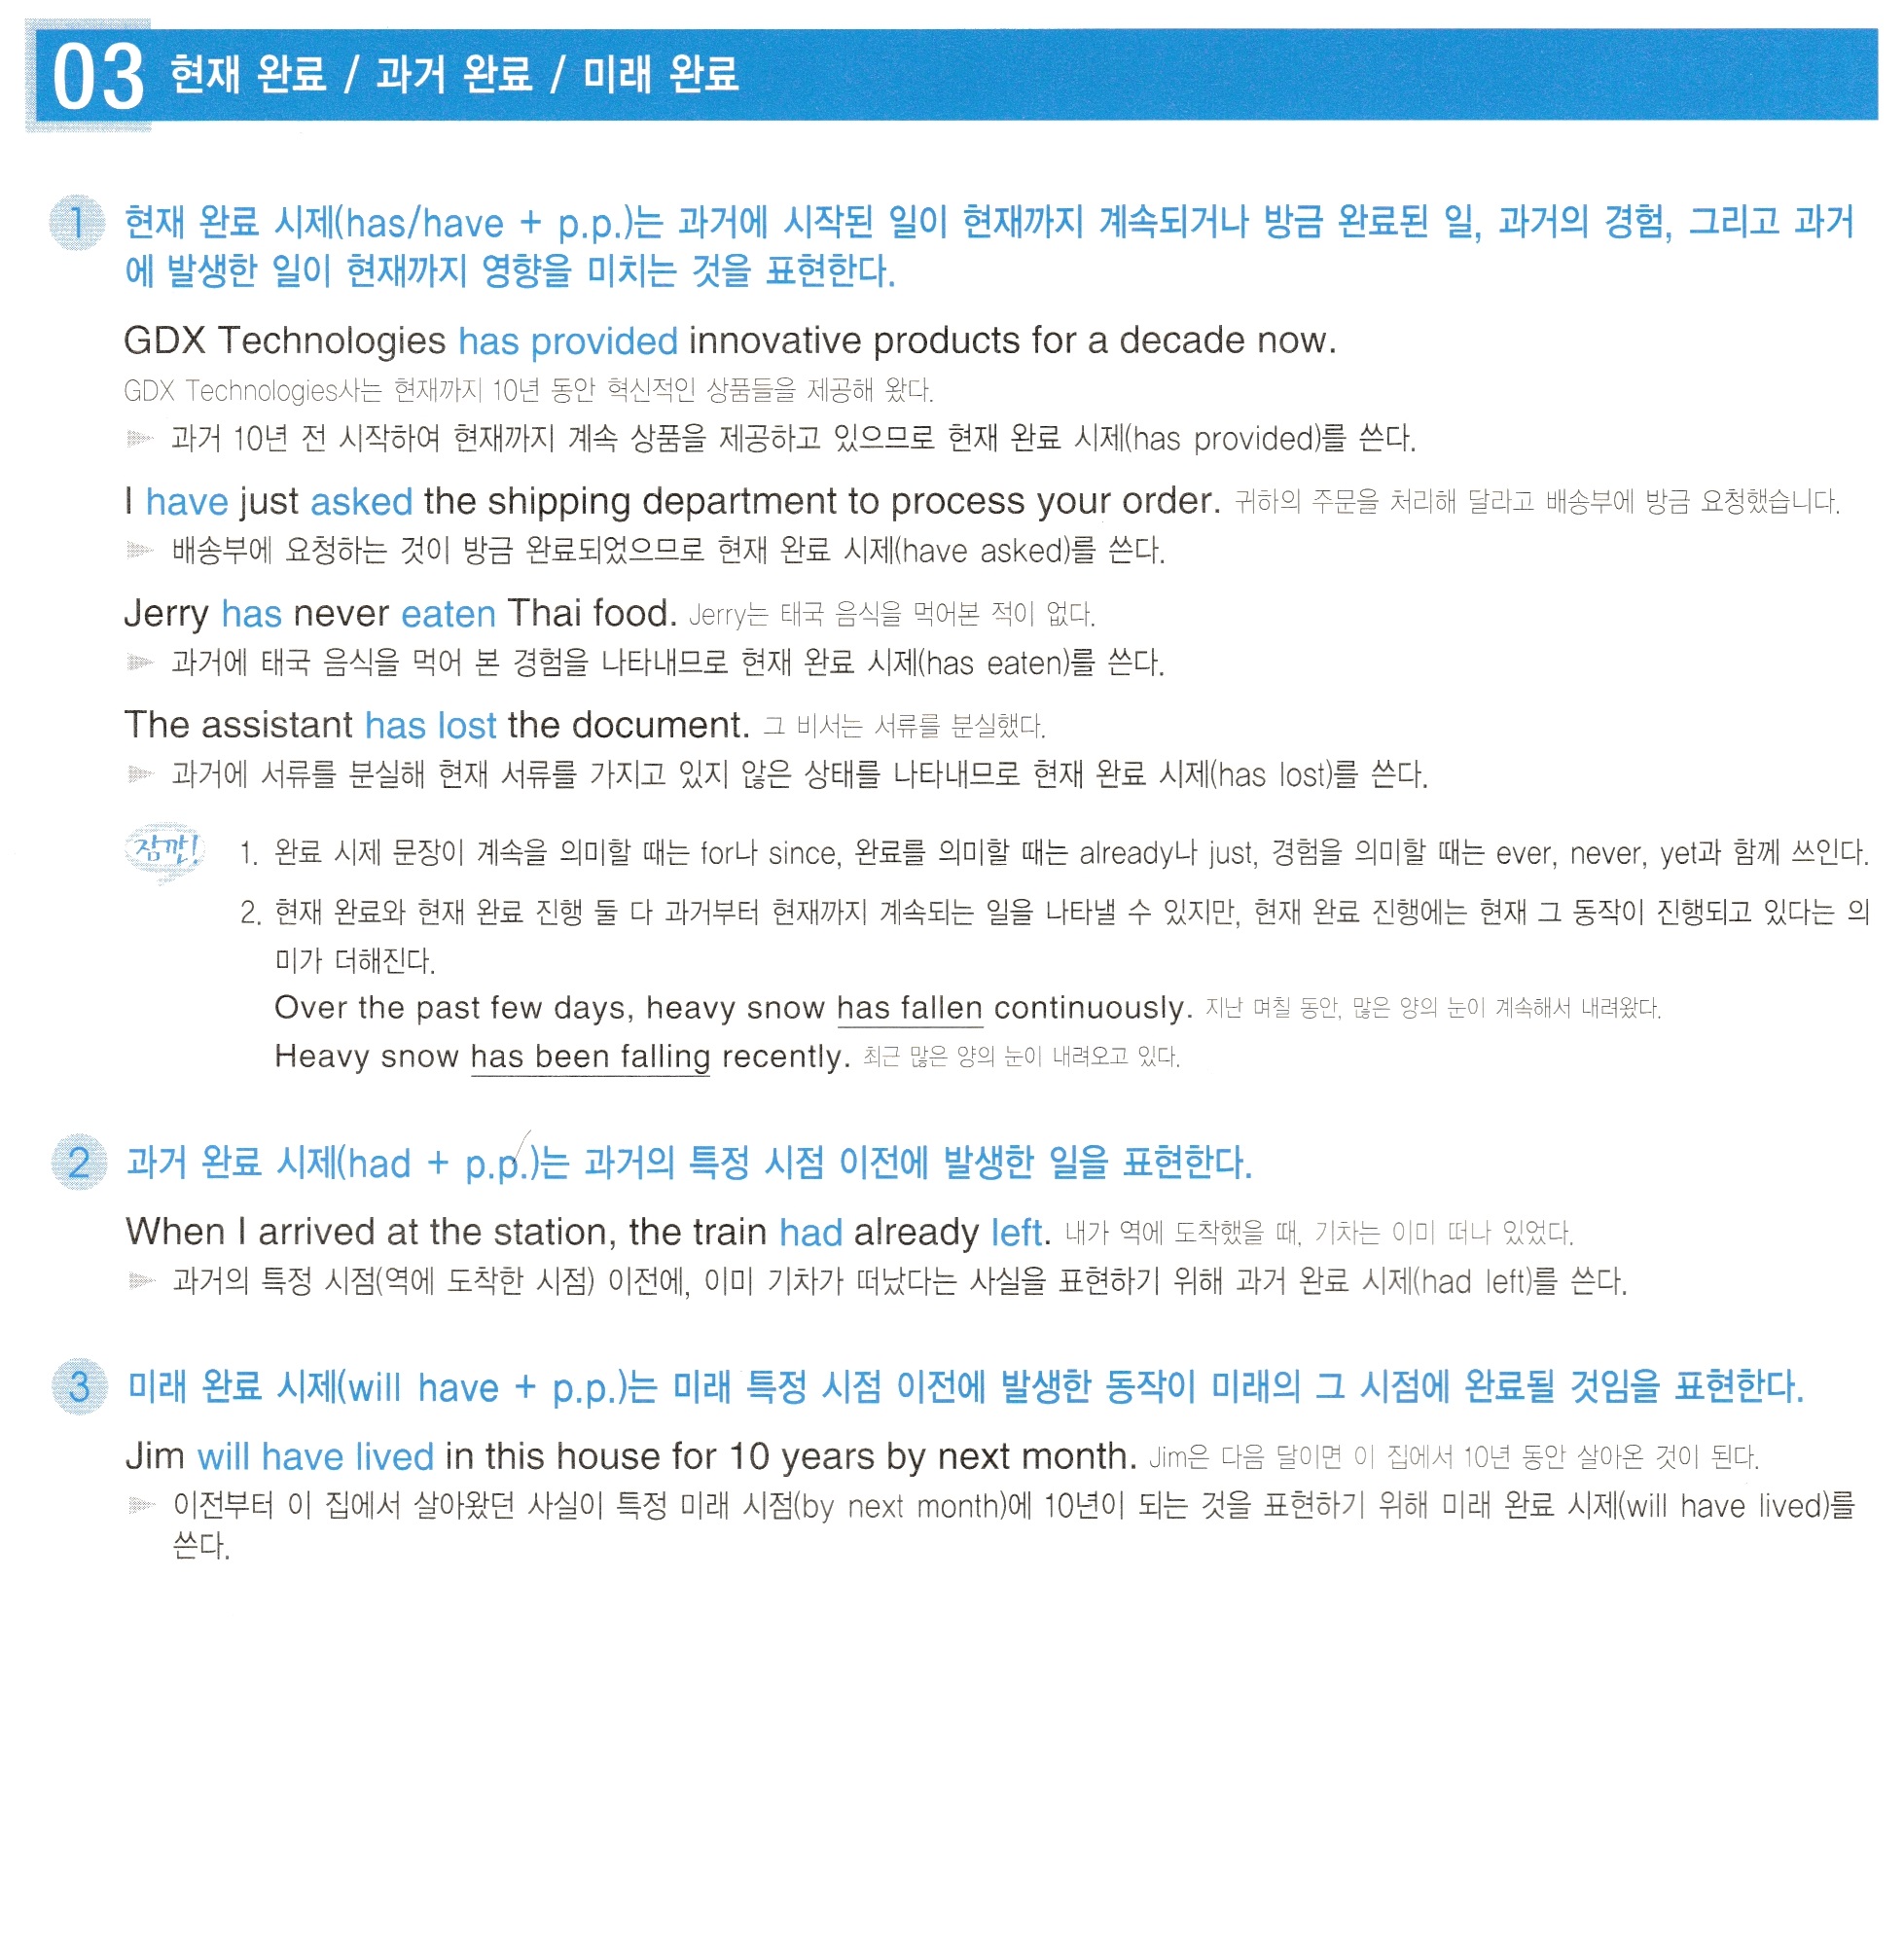 03 현재 완료 / 과거 완료 / 미래 완료
1 현재 완료 시제(has/have + p.p.)는 과거에 시작된 일이 현재까지 계속되거나 방금 완료된 일, 과거의 경험, 그리고 과거
에 발생한 일이 현재까지 영향을 미치는 것을 표현한다.
GDX Technologies has provided innovative products for a decade now.
GDX Technologies사는 현재까지 10년 동안 혁신적인 상품들을 제공해 왔다.
과거 10년 전 시작하여 현재까지 계속 상품을 제공하고 있으므로 현재 완료 시제(has provided)를 쓴다.
I have just asked the shipping department to process your order. 귀하의 주문을 처리해 달라고 배송부에 방금 요청했습니다.
배송부에 요청하는 것이 방금 완료되었으므로 현재 완료 시제(have asked)를 쓴다.
Jerry has never eaten Thai food. Jerry는 태국 음식을 먹어본 적이 없다.
과거에 태국 음식을 먹어 본 경험을 나타내므로 현재 완료 시제(has eaten)를 쓴다.
The assistant has lost the document. 그 비서는 서류를 분실했다.
과거에 서류를 분실해 현재 서류를 가지고 있지 않은 상태를 나타내므로 현재 완료 시제(has lost)를 쓴다.
잠깐! 1. 완료 시제 문장이 계속을 의미할 때는 for나 since, 완료를 의미할 때는 already나 just, 경험을 의미할 때는 ever, never, yet과 함께 쓰인다.
2. 현재 완료와 현재 완료 진행 둘 다 과거부터 현재까지 계속되는 일을 나타낼 수 있지만, 현재 완료 진행에는 현재 그 동작이 진행되고 있다는 의
미가 더해진다.
Over the past few days, heavy snow has fallen continuously. 지난 며칠 동안, 많은 양의 눈이 계속해서 내려왔다.
Heavy snow has been falling recently. 최근 많은 양의 눈이 내려오고 있다.
2 과거 완료 시제(had + p.p.)는 과거의 특정 시점 이전에 발생한 일을 표현한다.
When I arrived at the station, the train had already left. 내가 역에 도착했을 때, 기차는 이미 떠나 있었다.
과거의 특정 시점(역에 도착한 시점) 이전에, 이미 기차가 떠났다는 사실을 표현하기 위해 과거 완료 시제(had left)를 쓴다.
3 미래 완료 시제(will have + p.p.)는 미래 특정 시점 이전에 발생한 동작이 미래의 그 시점에 완료될 것임을 표현한다.
Jim will have lived in this house for 10 years by next month. Jim은 다음 달이면 이 집에서 10년 동안 살아온 것이 된다.
이전부터 이 집에서 살아왔던 사실이 특정 미래 시점(by next month)에 10년이 되는 것을 표현하기 위해 미래 완료 시제(will have lived)를
쓴다.